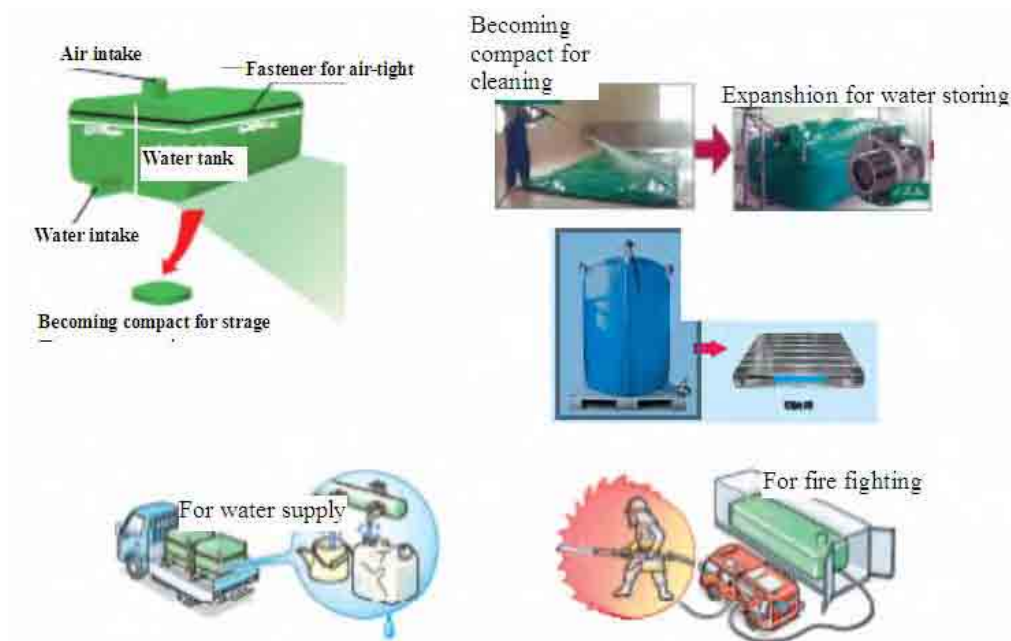 Air intake
Fastener for air-tight
Water tank
Water intake
Becoming compact for strage
Becoming
compact for
cleaning
Expanshion for water storing
For water supply
For fire fighting